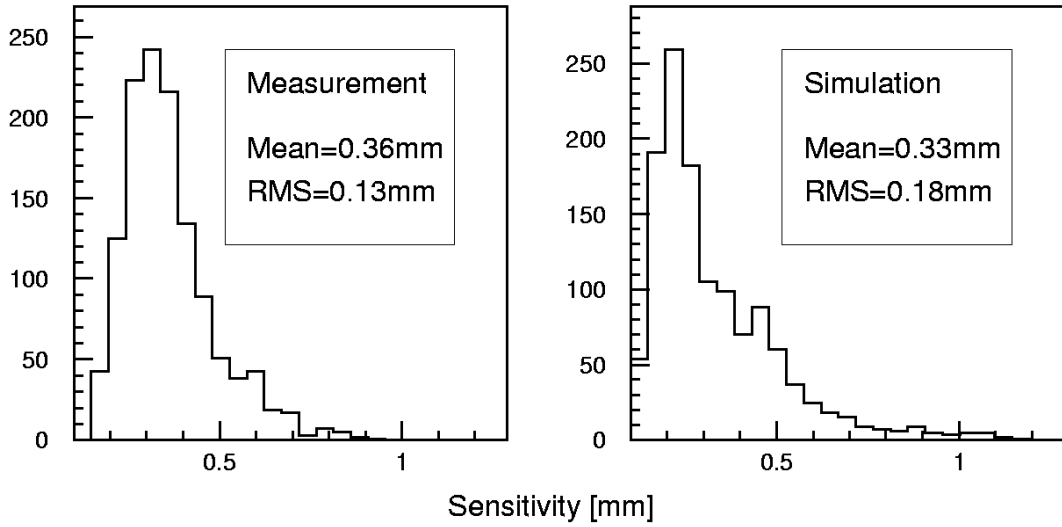 250
200
150
100
50
0
0.5
1
Measurement
Mean=0.36mm
RMS=0.13mm
250
200
150
100
50
0
0.5
1
Simulation
Mean=0.33mm
RMS=0.18mm
Sensitivity [mm]